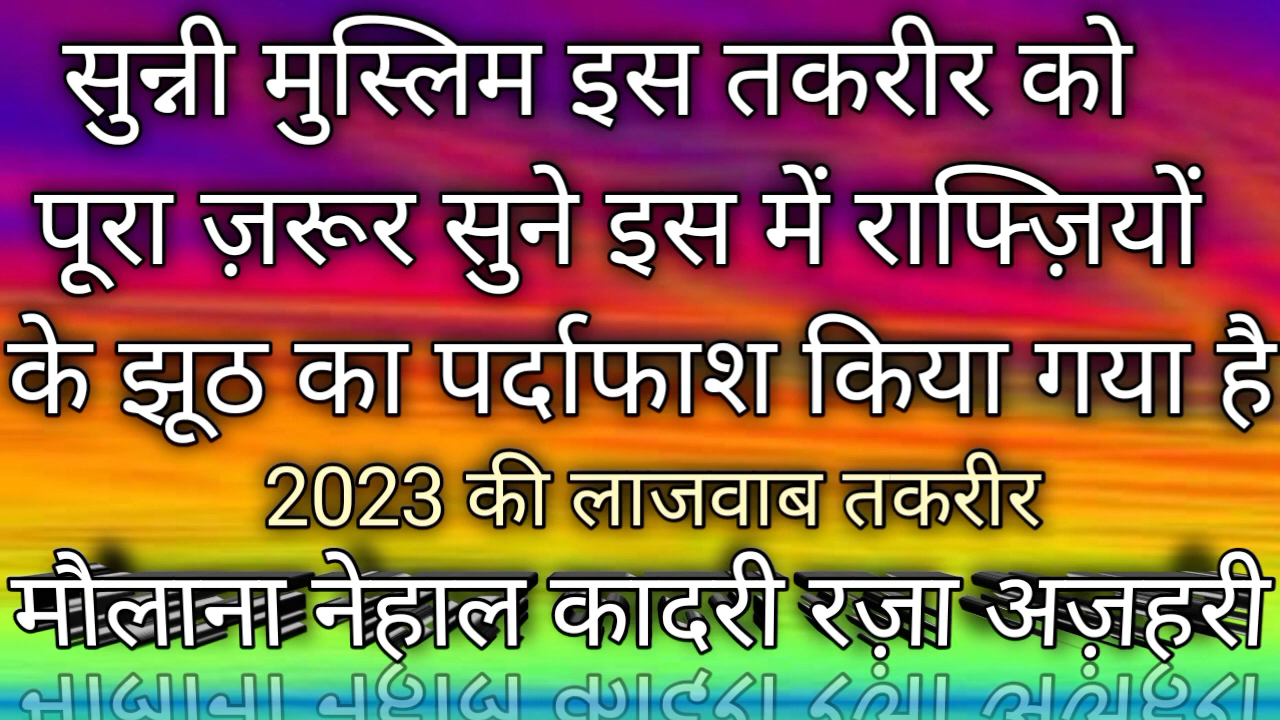 सुन्नी मुस्लिम इस तकरीर को
पूरा ज़रूर सुने इस में राफ्ज़ियों
के झूठ का पर्दाफाश किया गया है
2023 की लाजवाब तकरीर
मौलाना नेहाल कादरी रज़ा अज़हरी